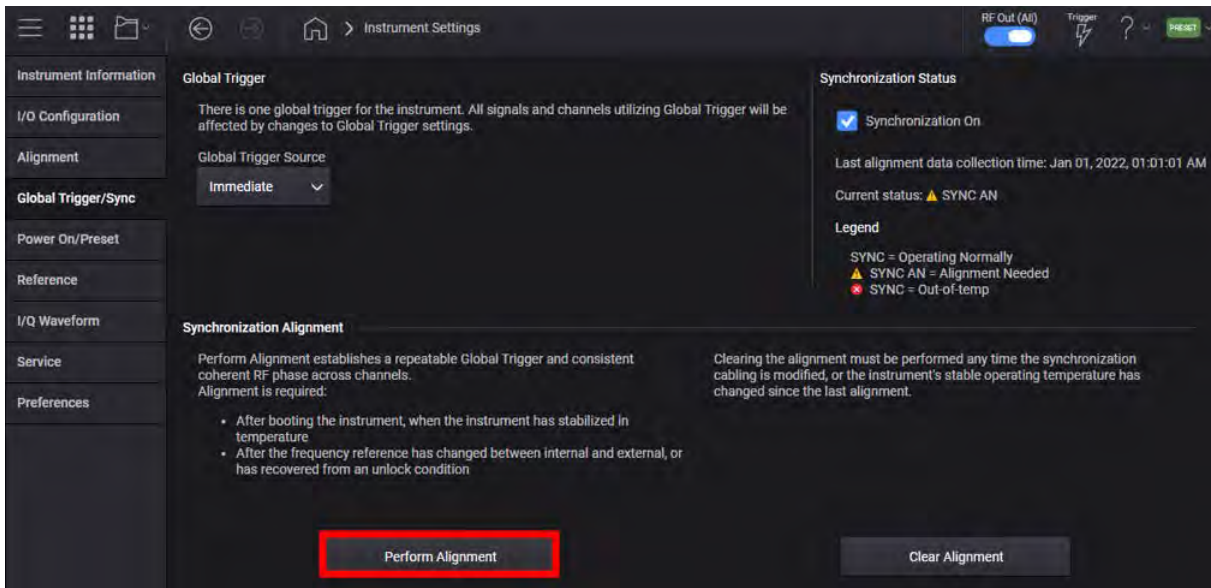 Instrument Settings
RF Out (All)
Trigger
?
PRESET
Instrument Information
I/O Configuration
Alignment
Global Trigger/Sync
Power On/Preset
Reference
I/Q Waveform
Service
Preferences
Global Trigger
There is one global trigger for the instrument. All signals and channels utilizing Global Trigger will be
affected by changes to Global Trigger settings.
Global Trigger Source
Immediate
Synchronization Status
Synchronization On
Last alignment data collection time: Jan 01, 2022, 01:01:01 AM
Current status: SYNC AN
Legend
SYNC = Operating Normally
SYNC AN = Alignment Needed
SYNC = Out-of-temp
Synchronization Alignment
Perform Alignment establishes a repeatable Global Trigger and consistent
coherent RF phase across channels.
Alignment is required:
• After booting the instrument, when the instrument has stabilized in
temperature
• After the frequency reference has changed between internal and external, or
has recovered from an unlock condition
Clearing the alignment must be performed any time the synchronization
cabling is modified, or the instrument's stable operating temperature has
changed since the last alignment.
Perform Alignment
Clear Alignment